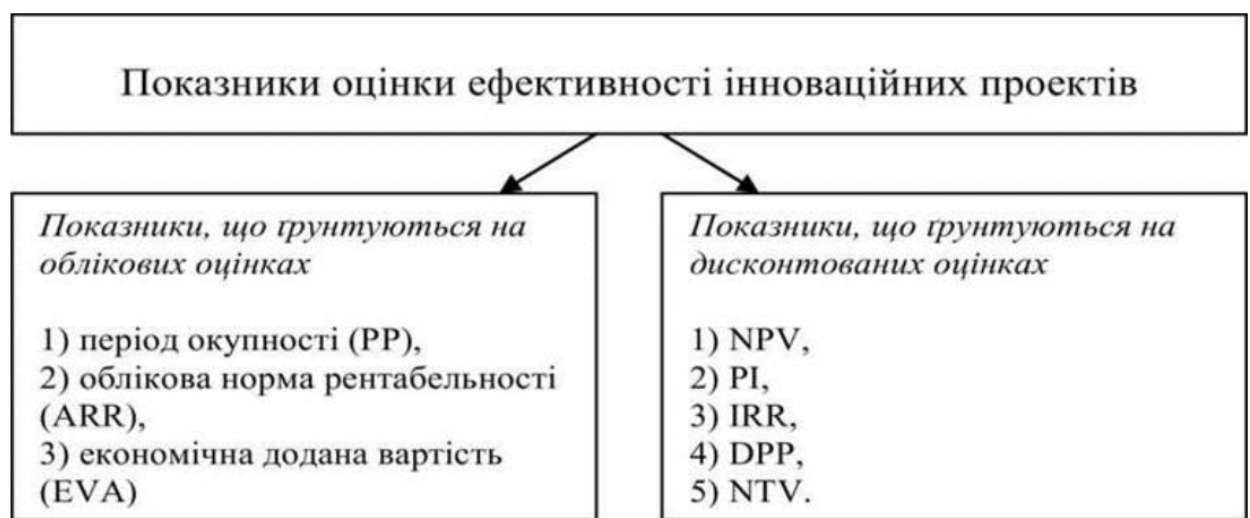 Показники оцінки ефективності інноваційних проектів
Показники, що ґрунтуються на
облікових оцінках
1) період окупності (PP),
2) облікова норма рентабельності
(ARR),
3) економічна додана вартість
(EVA)
Показники, що ґрунтуються на
дисконтованих оцінках
1) NPV,
2) PI,
3) IRR,
4) DPP,
5) NTV.